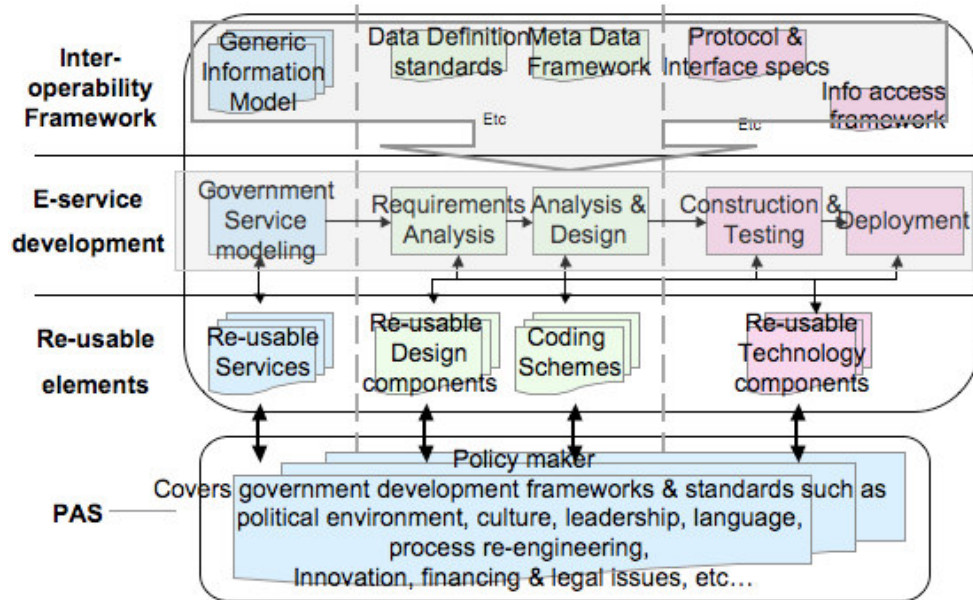 Inter-
operability
Framework
Generic
Information
Model
Data Definition
standards
Meta Data
Framework
Protocol &
Interface specs
Info access
framework
Etc
Etc
E-service
development
Government
Service
modeling
Requirements
Analysis
Analysis &
Design
Construction &
Testing
Deployment
Re-usable
elements
Re-usable
Services
Re-usable
Design
components
Coding
Schemes
Re-usable
Technology
components
PAS
Policy maker
Covers government development frameworks & standards such as
political environment, culture, leadership, language,
process re-engineering,
Innovation, financing & legal issues, etc…